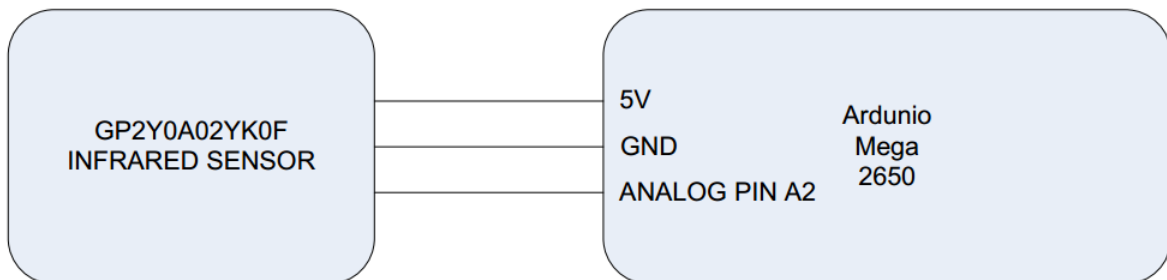 GP2Y0A02YK0F
INFRARED SENSOR
5V
GND
ANALOG PIN A2
Ardunio
Mega
2650